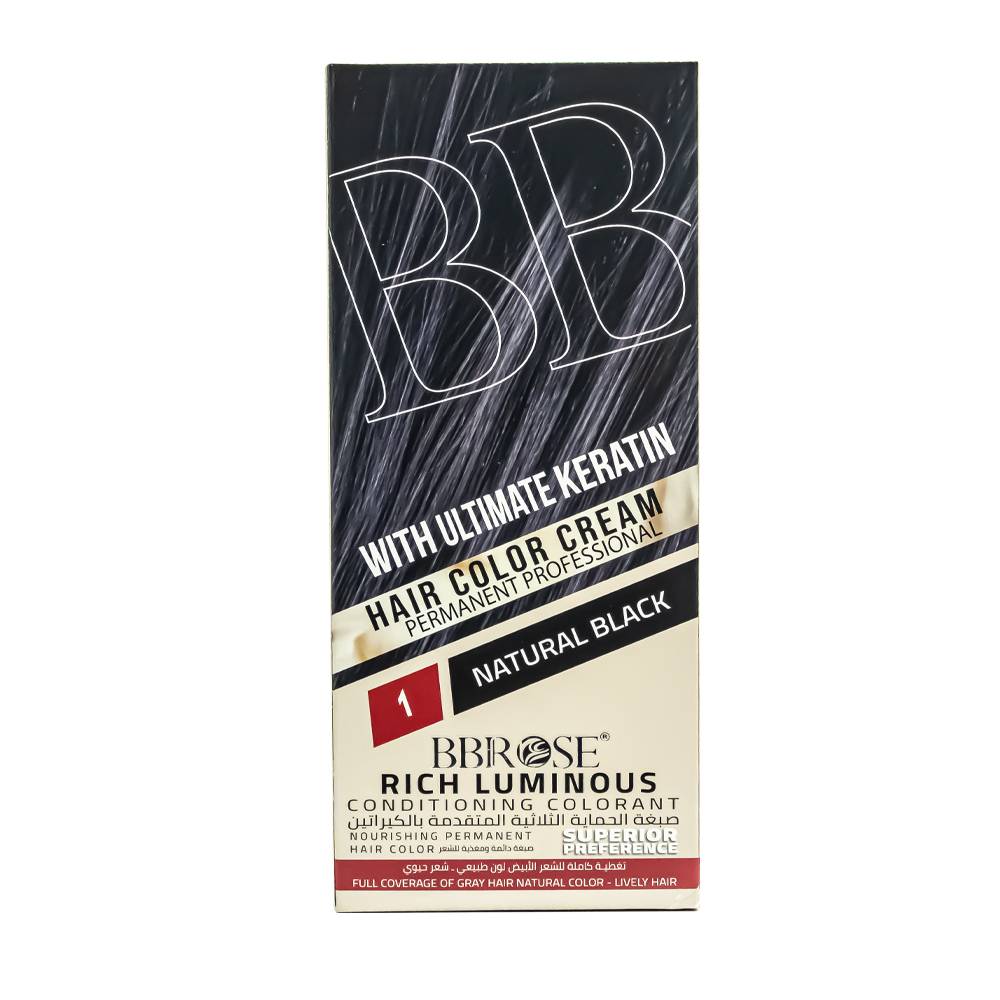 BB
WITH ULTIMATE KERATIN
HAIR COLOR CREAM
PERMANENT PROFESSIONAL
1 NATURAL BLACK
BBROSE®
RICH LUMINOUS
CONDITIONING COLORANT
صبغة الحماية الثلاثية المتقدمة بالكيراتين
NOURISHING PERMANENT
HAIR COLOR صبغة دائمة ومغذية للشعر
SUPERIOR
PREFERENCE
تغطية كاملة للشعر الأبيض لون طبيعي - شعر حيوي
FULL COVERAGE OF GRAY HAIR NATURAL COLOR - LIVELY HAIR